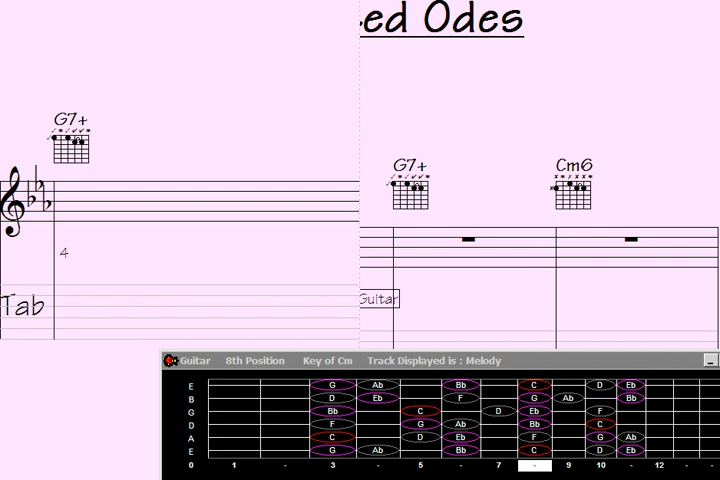 ed Odes
G7+
G7+ Cm6
4
Tab
Guitar
Guitar 8th Position Key of Cm Track Displayed is : Melody
E G Ab Bb C D Eb
B D Eb F G Ab Bb
G Bb C D Eb F
D F G Ab Bb C
A C D Eb F G Ab
E G Ab Bb C D Eb
0 1 - 3 - 5 - 7 - 9 10 - 12 - -